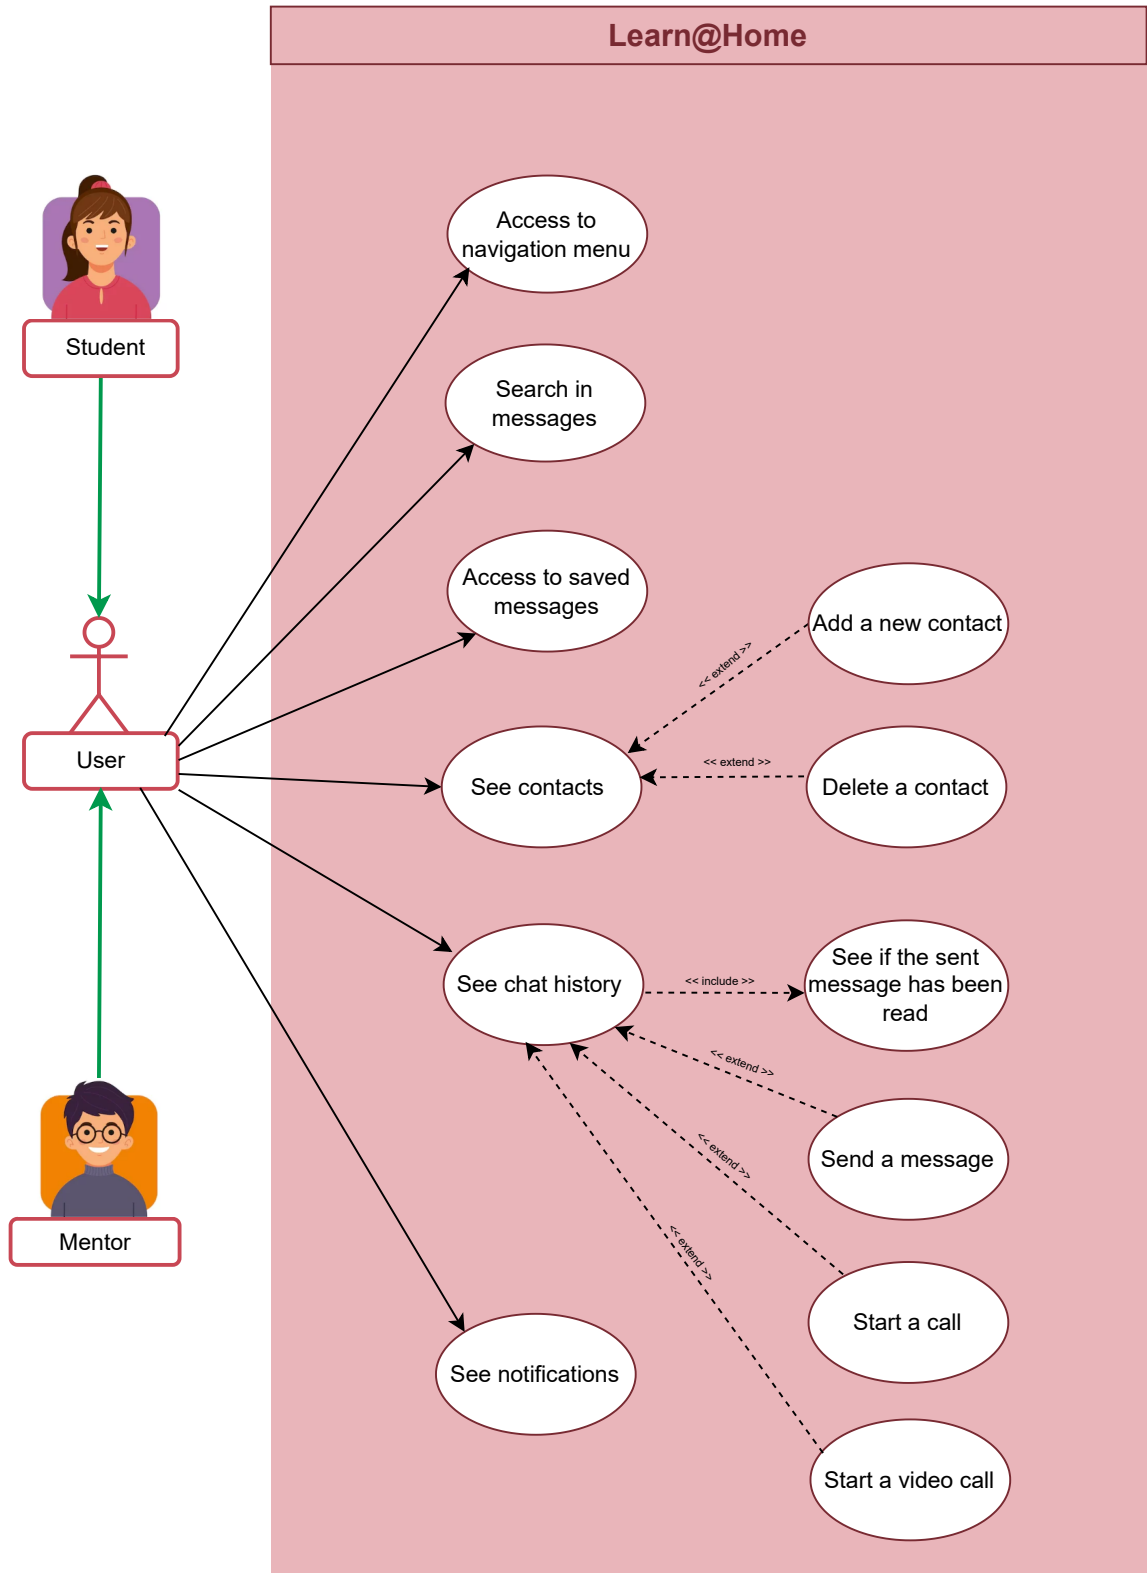 Learn@Home
Access to
navigation menu
Student
Search in
messages
Access to saved
messages
Add a new contact
<< extend >>
User
See contacts
<< extend >>
Delete a contact
See chat history
<< include >>
See if the sent
message has been
read
<< extend >>
Send a message
<< extend >>
Mentor
<< extend >>
Start a call
See notifications
Start a video call